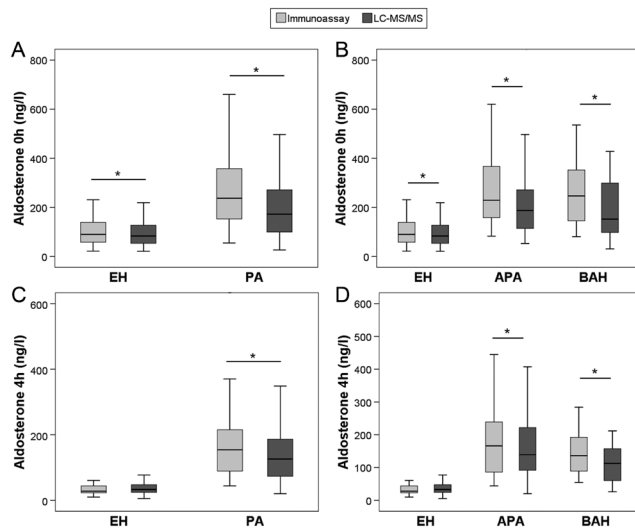 Immunoassay LC-MS/MS
A
Aldosterone 0h (ng/l)
800
600
400
200
0
*
*
EH PA
B
Aldosterone 0h (ng/l)
800
600
400
200
0
*
*
*
EH APA BAH
C
Aldosterone 4h (ng/l)
600
400
200
0
*
EH PA
D
Aldosterone 4h (ng/l)
600
500
400
300
200
100
0
*
*
EH APA BAH